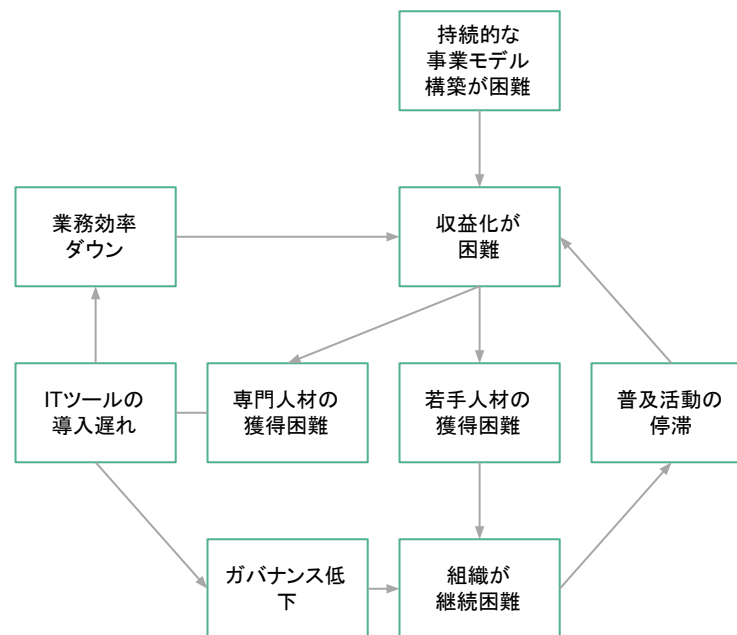 持続的な
事業モデル
構築が困難
業務効率
ダウン
収益化が
困難
ITツールの
導入遅れ
専門人材の
獲得困難
若手人材の
獲得困難
普及活動の
停滞
ガバナンス低
下
組織が
継続困難